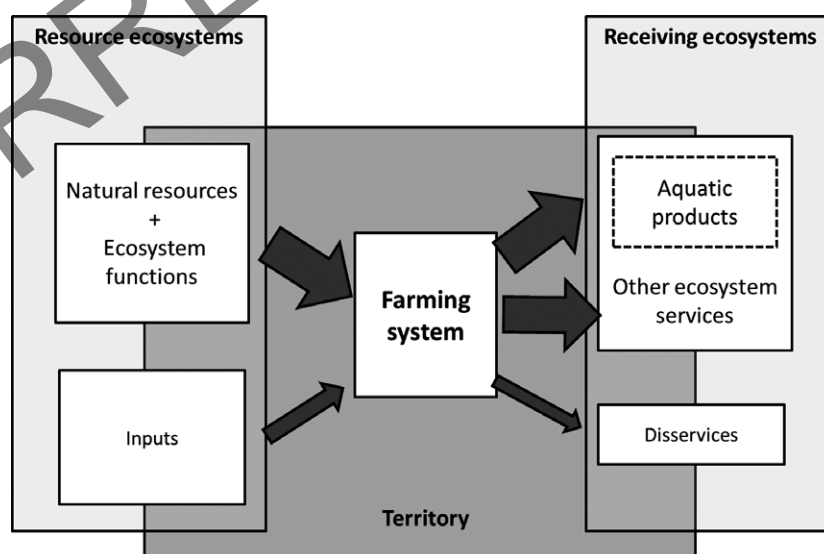 Resource ecosystems
Receiving ecosystems
Natural resources
+
Ecosystem
functions
Aquatic
products
Other ecosystem
services
Farming
system
Inputs
Disservices
Territory